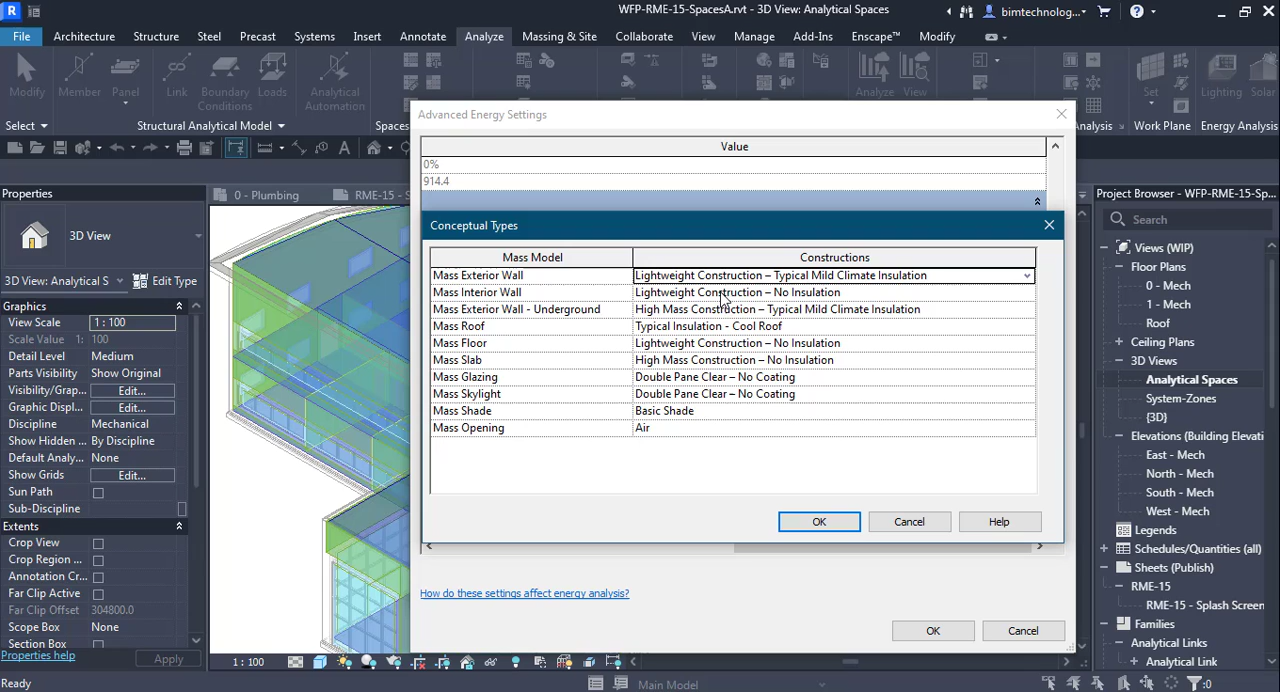 R
WFP-RME-15-SpacesA.rvt - 3D View: Analytical Spaces
bimtechnolog...
File
Architecture
Structure
Steel
Precast
Systems
Insert
Annotate
Analyze
Massing & Site
Collaborate
View
Manage
Add-Ins
Enscape™
Modify
Modify
Member
Panel
Link
Boundary
Conditions
Loads
Analytical
Automation
Analyze
View
Set
Lighting
Solar
Select
Structural Analytical Model
Spaces
Analysis
Work Plane
Energy Analysis
Properties
0 - Plumbing
RME-15 - S
Project Browser - WFP-RME-15-Sp...
3D View
3D View: Analytical S
Edit Type
Graphics
View Scale
1 : 100
Scale Value 1:
100
Detail Level
Medium
Parts Visibility
Show Original
Visibility/Grap...
Edit...
Graphic Displ...
Edit...
Discipline
Mechanical
Show Hidden ...
By Discipline
Default Analy...
None
Show Grids
Edit...
Sun Path
Sub-Discipline
Extents
Crop View
Crop Region ...
Annotation Cr...
Far Clip Active
Far Clip Offset
304800.0
Scope Box
None
Section Box
Properties help
Apply
Advanced Energy Settings
Value
0%
914.4
Conceptual Types
Mass Model
Constructions
Mass Exterior Wall
Lightweight Construction – Typical Mild Climate Insulation
Mass Interior Wall
Lightweight Construction – No Insulation
Mass Exterior Wall - Underground
High Mass Construction – Typical Mild Climate Insulation
Mass Roof
Typical Insulation - Cool Roof
Mass Floor
Lightweight Construction – No Insulation
Mass Slab
High Mass Construction – No Insulation
Mass Glazing
Double Pane Clear – No Coating
Mass Skylight
Double Pane Clear – No Coating
Mass Shade
Basic Shade
Mass Opening
Air
OK
Cancel
Help
How do these settings affect energy analysis?
OK
Cancel
Search
Views (WIP)
Floor Plans
0 - Mech
1 - Mech
Roof
Ceiling Plans
3D Views
Analytical Spaces
System-Zones
{3D}
Elevations (Building Elevati
East - Mech
North - Mech
South - Mech
West - Mech
Legends
Schedules/Quantities (all)
Sheets (Publish)
RME-15
RME-15 - Splash Screen
Families
Analytical Links
Analytical Link
1 : 100
Ready
Main Model
:0